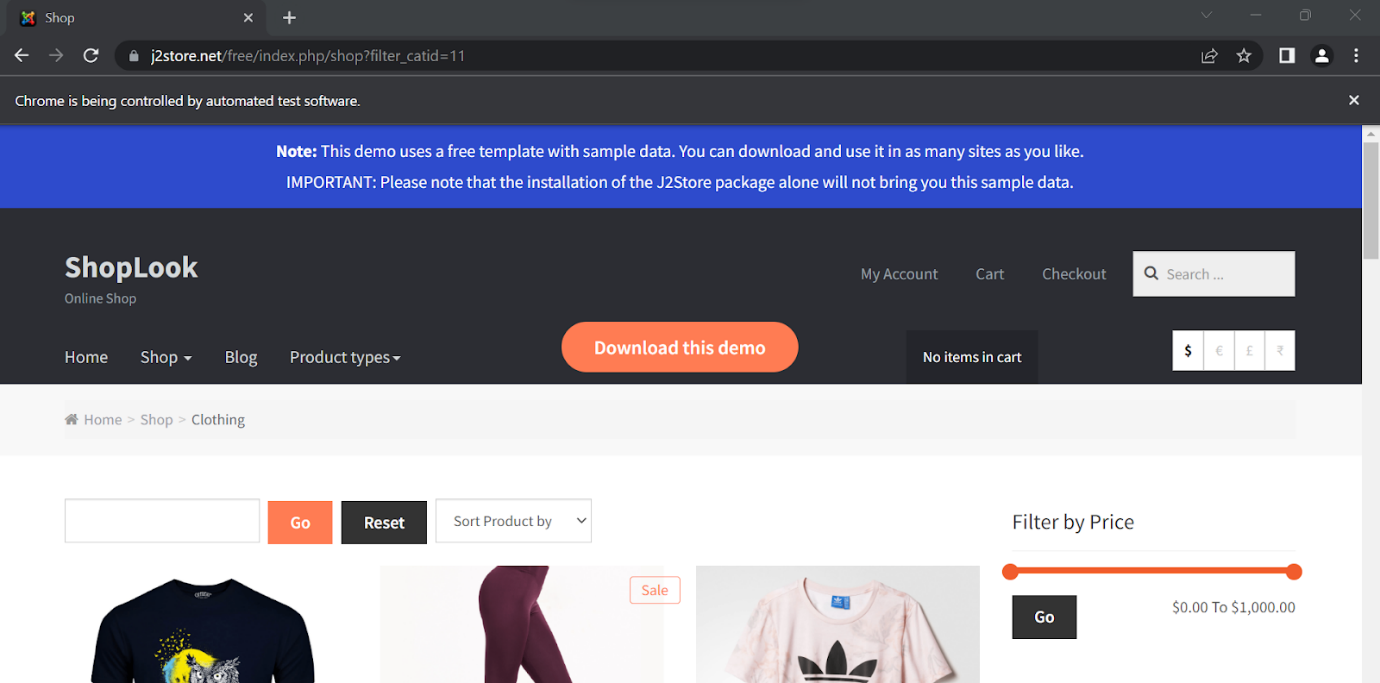 Shop
j2store.net/free/index.php/shop?filter_catid=11
Chrome is being controlled by automated test software.
Note: This demo uses a free template with sample data. You can download and use it in as many sites as you like.
IMPORTANT: Please note that the installation of the J2Store package alone will not bring you this sample data.
ShopLook
Online Shop
My Account Cart Checkout Search ...
Home Shop Blog Product types Download this demo No items in cart $ € £ ₹
Home > Shop > Clothing
Go Reset Sort Product by
Filter by Price
Sale
$0.00 To $1,000.00
Go